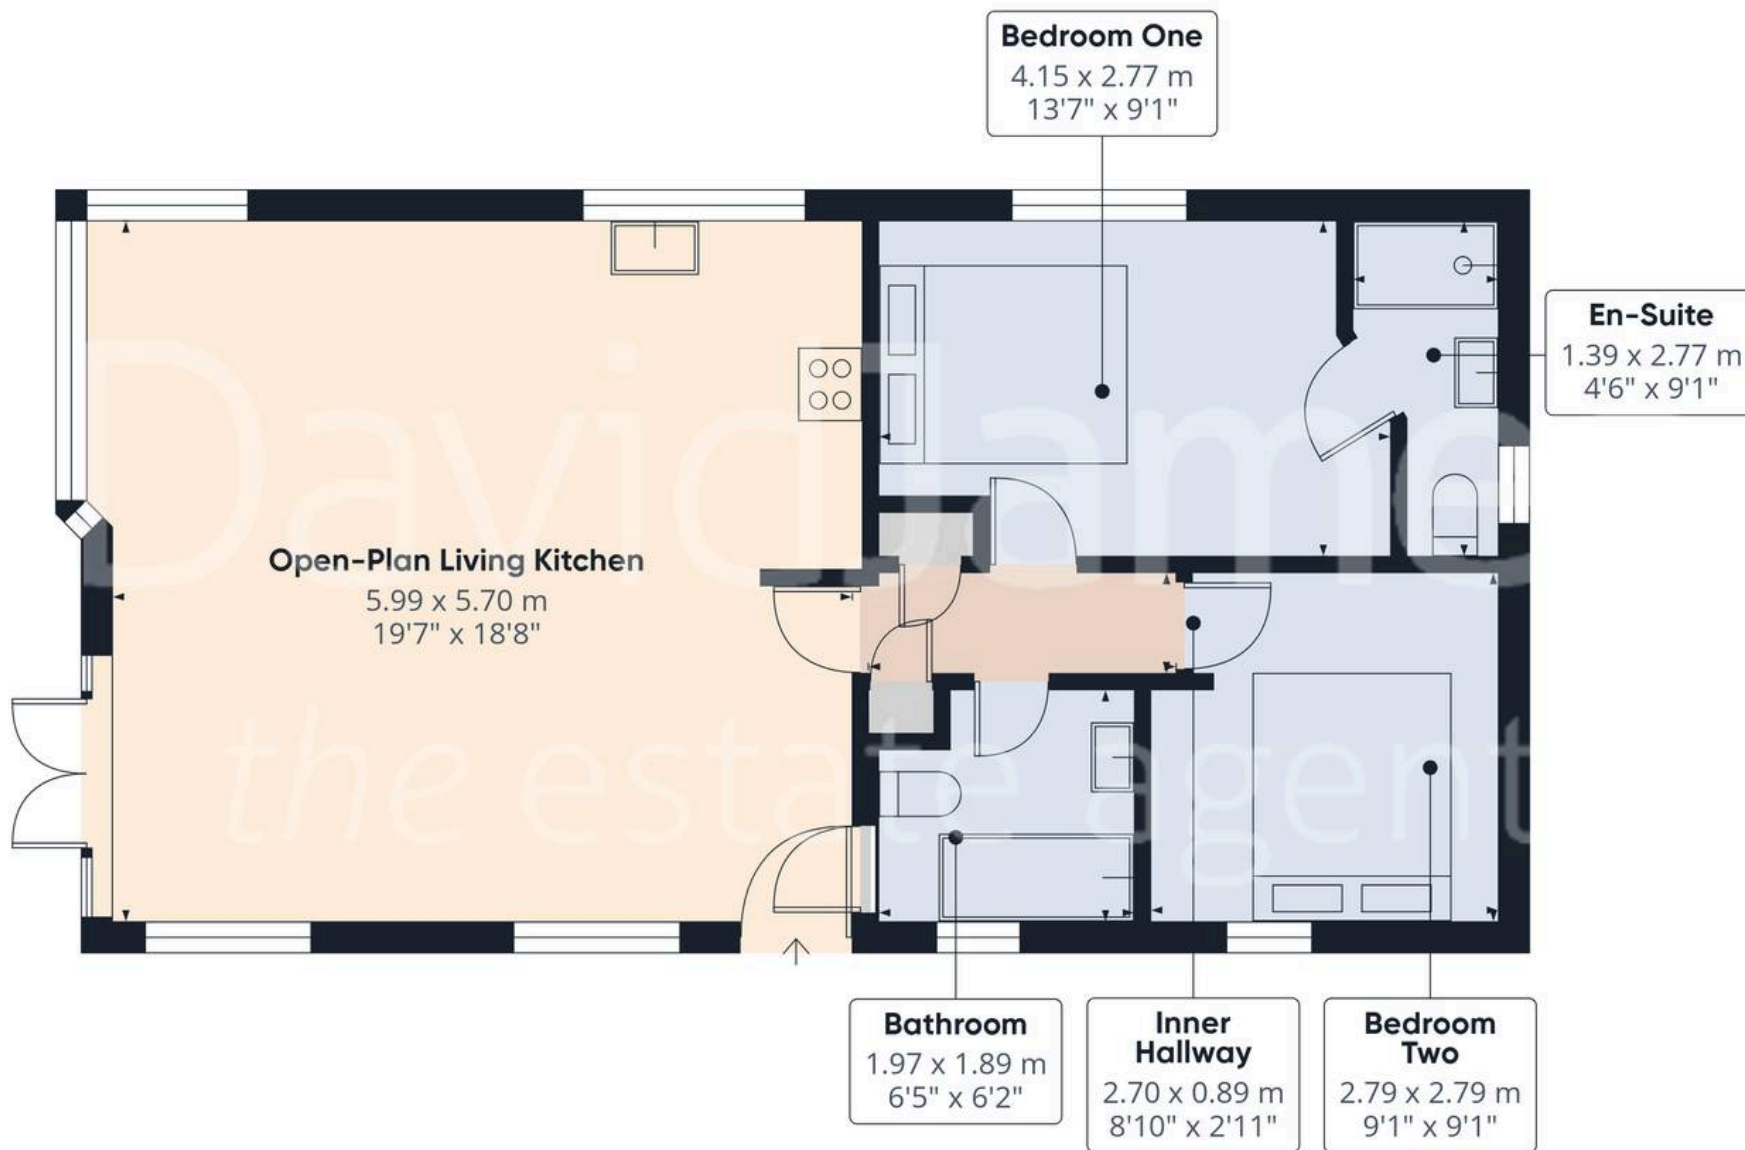 Bedroom One
4.15 x 2.77 m
13'7" x 9'1"
En-Suite
1.39 x 2.77 m
4'6" x 9'1"
DavidJame
Open-Plan Living Kitchen
5.99 x 5.70 m
19'7" x 18'8"
the estate agent
Bathroom
1.97 x 1.89 m
6'5" x 6'2"
Inner
Hallway
2.70 x 0.89 m
8'10" x 2'11"
Bedroom
Two
2.79 x 2.79 m
9'1" x 9'1"